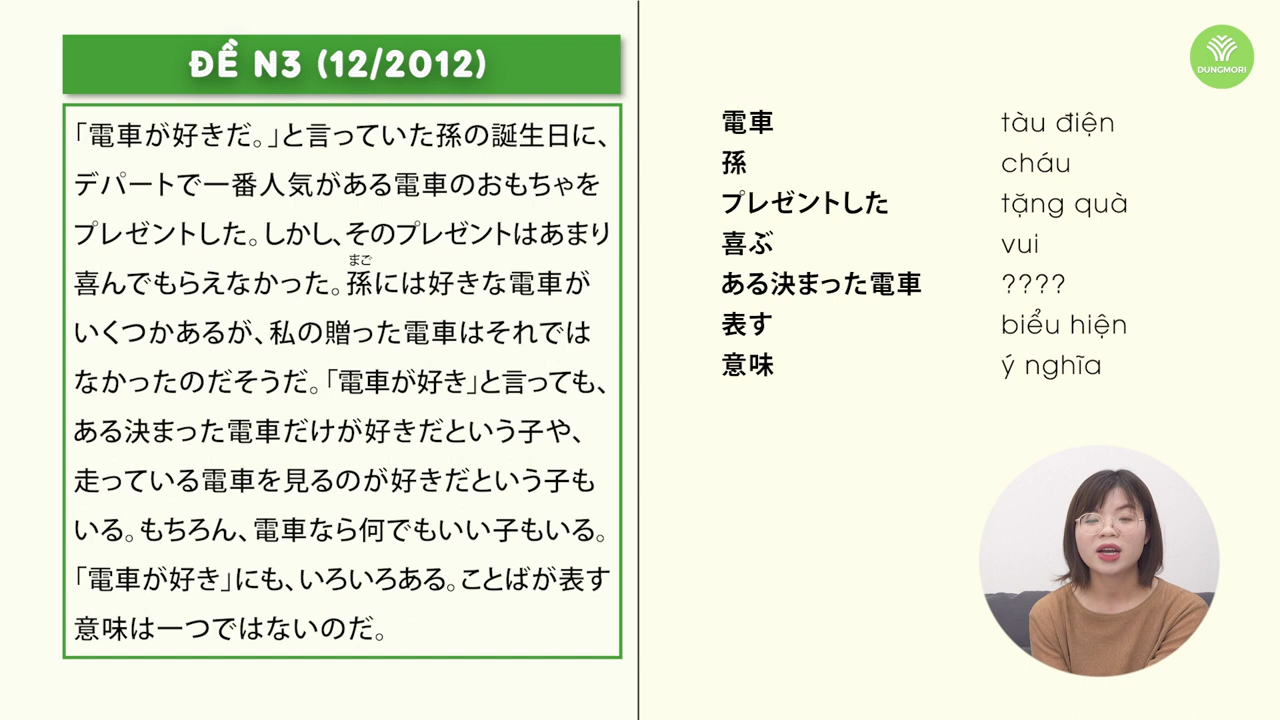 ĐỀ N3 (12/2012)
「電車が好きだ。」と言っていた孫の誕生日に、
デパートで一番人気がある電車のおもちゃを
プレゼントした。しかし、そのプレゼントはあまり
喜んでもらえなかった。孫には好きな電車が
まご
いくつかあるが、私の贈った電車はそれでは
なかったのだそうだ。「電車が好き」と言っても、
ある決まった電車だけが好きだという子や、
走っている電車を見るのが好きだという子も
いる。もちろん、電車なら何でもいい子もいる。
「電車が好き」にも、いろいろある。ことばが表す
意味は一つではないのだ。
電車 tàu điện
孫 cháu
プレゼントした tặng quà
喜ぶ vui
ある決まった電車 ????
表す biểu hiện
意味 ý nghĩa
DUNGMORI